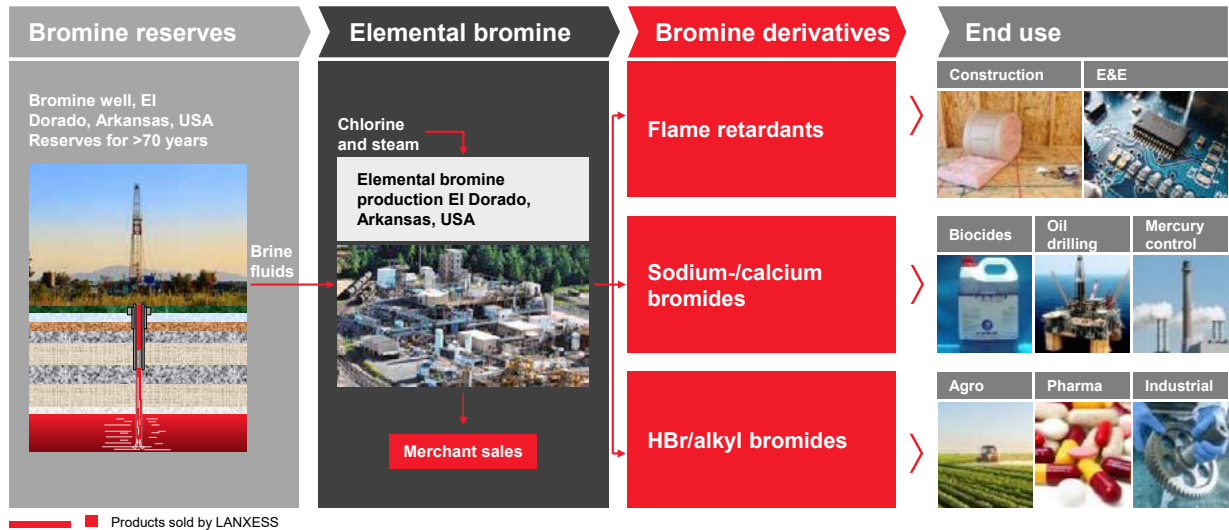 Bromine reserves
Elemental bromine
Bromine derivatives
End use
Bromine well, El
Dorado, Arkansas, USA
Reserves for >70 years
Brine
fluids
Chlorine
and steam
Elemental bromine
production El Dorado,
Arkansas, USA
Merchant sales
Flame retardants
Sodium-/calcium
bromides
HBr/alkyl bromides
Construction
E&E
Biocides
Oil
drilling
Mercury
control
Agro
Pharma
Industrial
Products sold by LANXESS